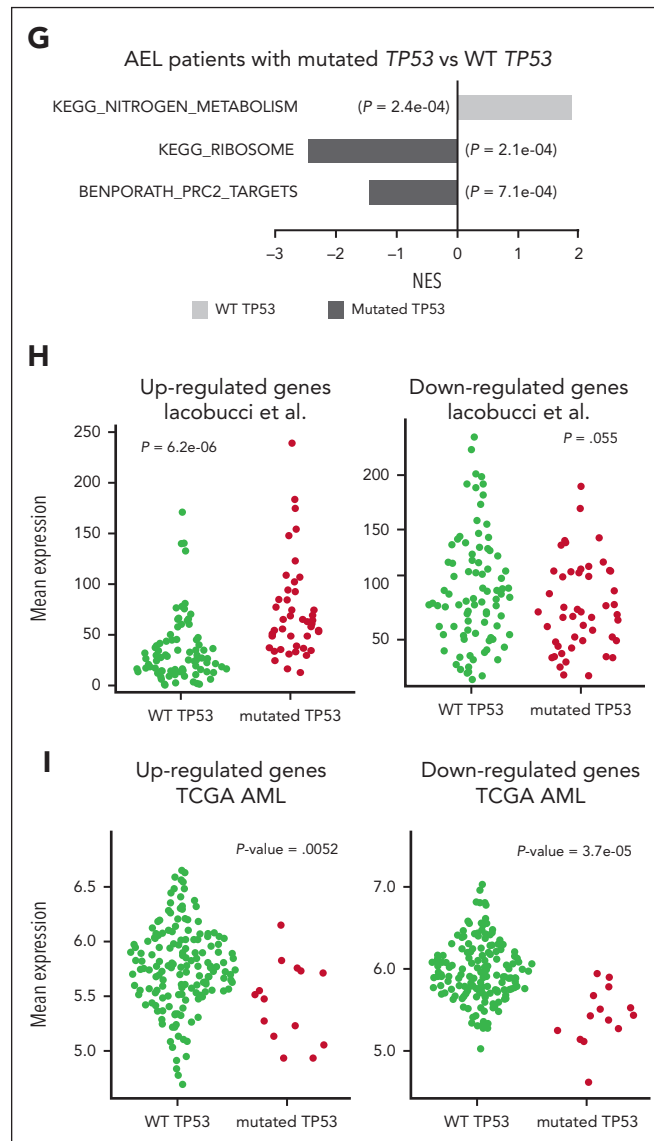 G
AEL patients with mutated TP53 vs WT TP53
KEGG_NITROGEN_METABOLISM (P = 2.4e-04)
KEGG_RIBOSOME (P = 2.1e-04)
BENPORATH_PRC2_TARGETS (P = 7.1e-04)
–3 –2 –1 0 1 2
NES
WT TP53 Mutated TP53
H
Up-regulated genes
Iacobucci et al.
P = 6.2e-06
Mean expression
250
200
150
100
50
0
WT TP53 mutated TP53
Down-regulated genes
Iacobucci et al.
P = .055
200
150
100
50
WT TP53 mutated TP53
I
Up-regulated genes
TCGA AML
P-value = .0052
Mean expression
6.5
6.0
5.5
5.0
WT TP53 mutated TP53
Down-regulated genes
TCGA AML
P-value = 3.7e-05
7.0
6.0
5.0
WT TP53 mutated TP53